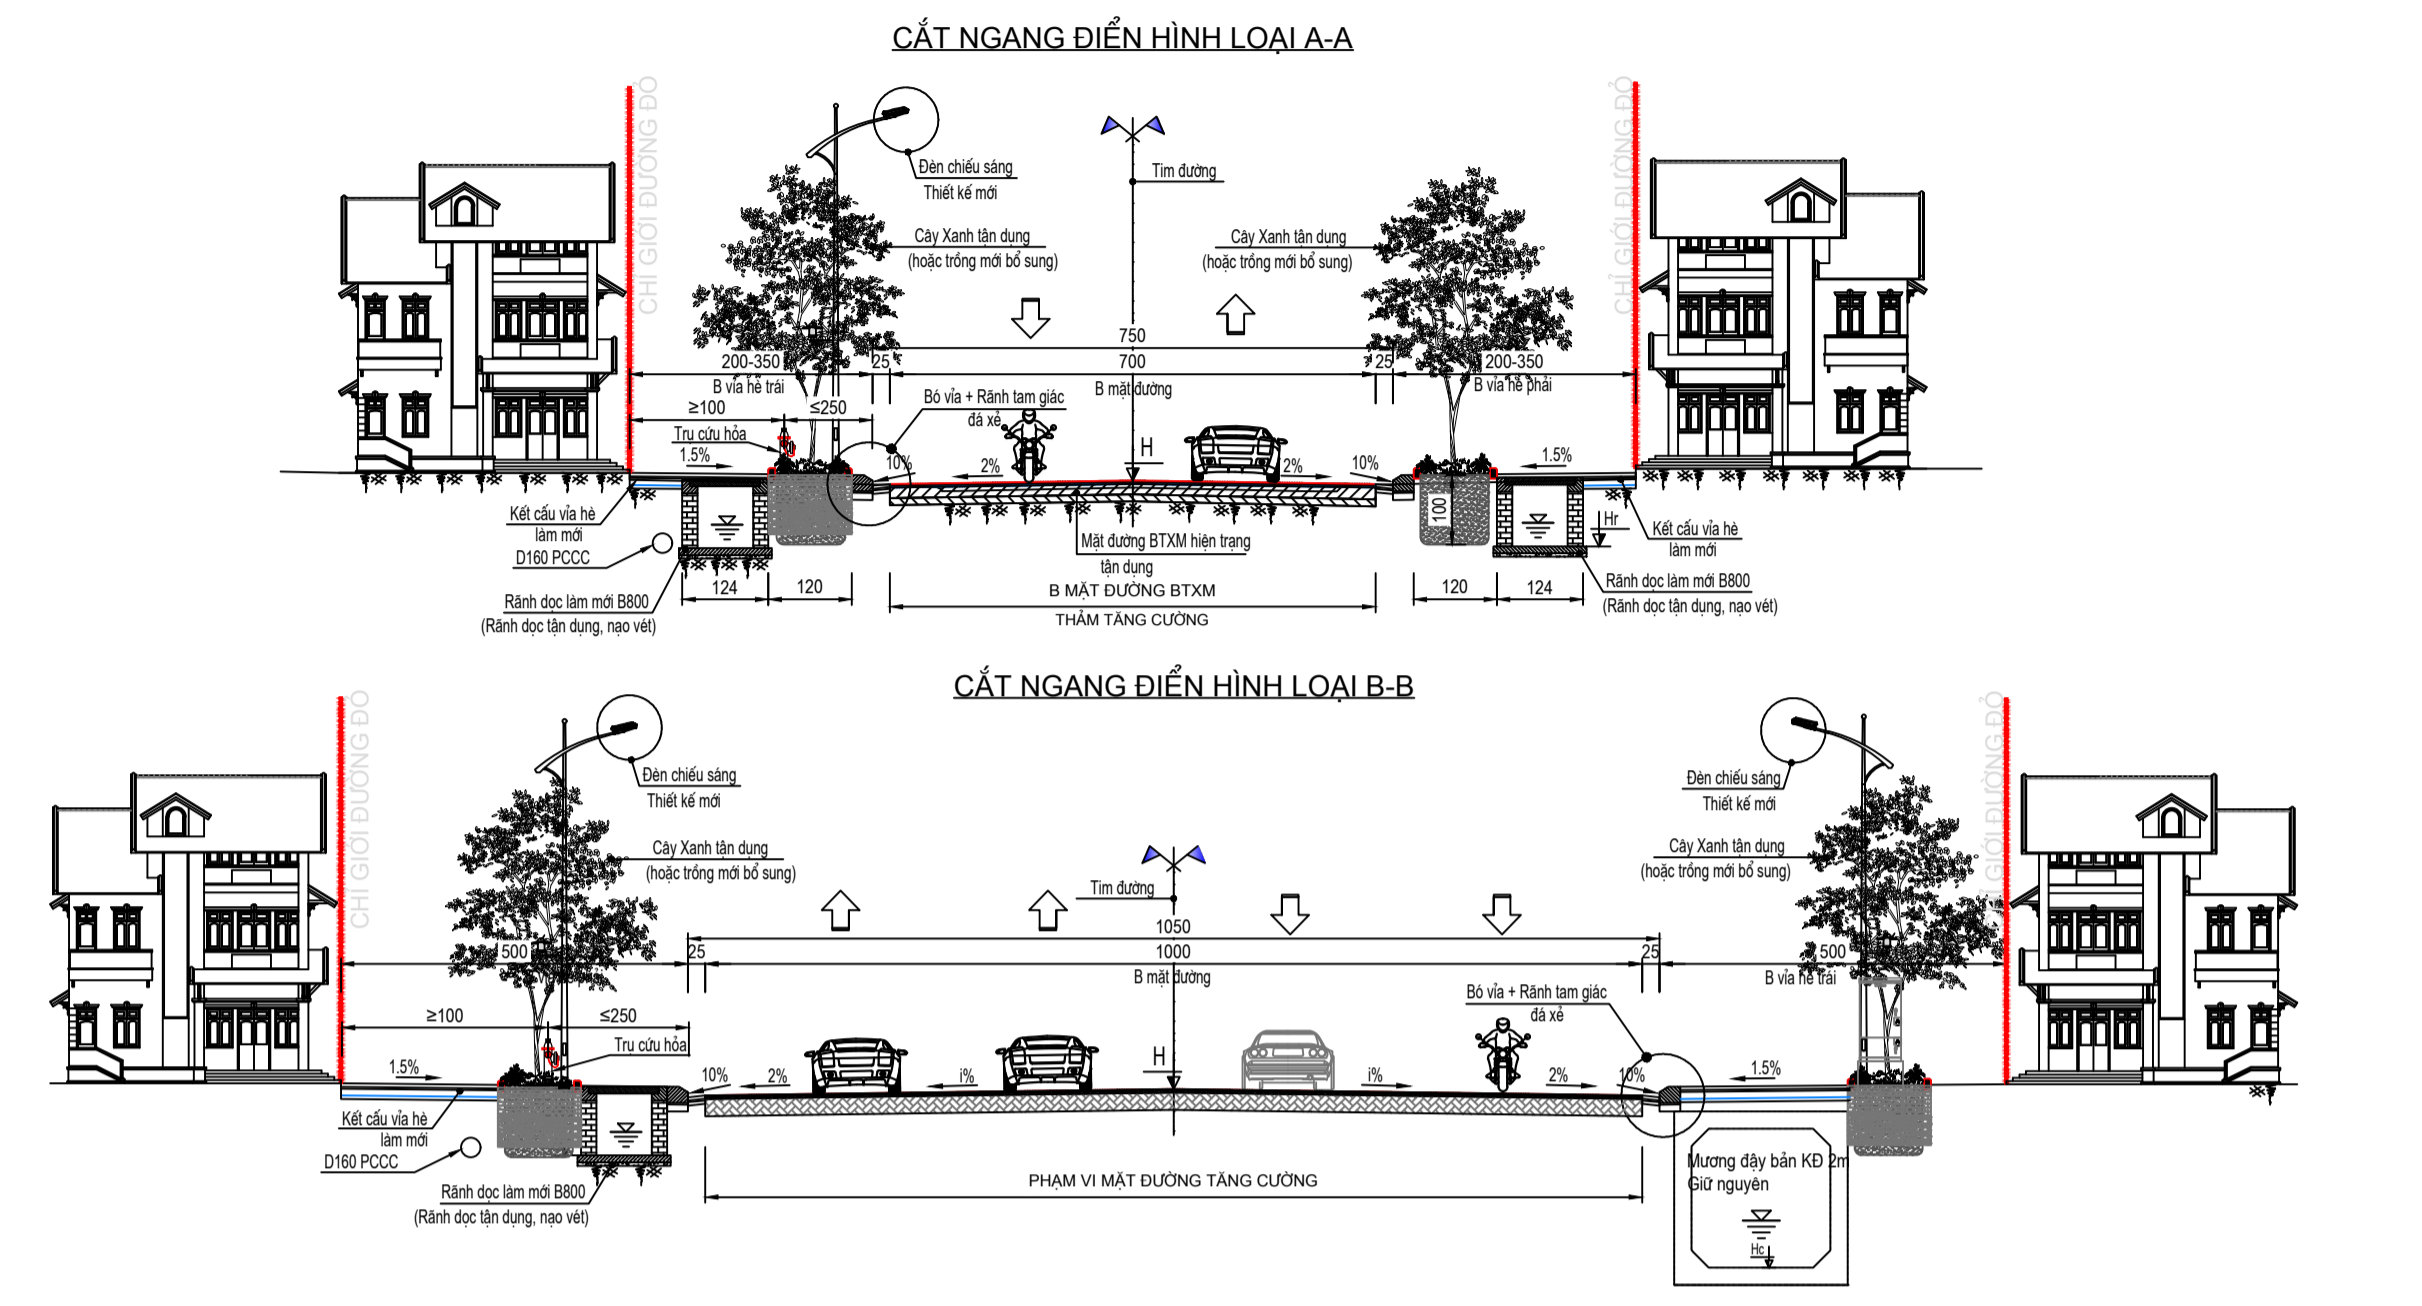 CẮT NGANG ĐIỂN HÌNH LOẠI A-A
CHỈ GIỚI ĐƯỜNG ĐỎ
CHỈ GIỚI ĐƯỜNG ĐỎ
Đèn chiếu sáng
Thiết kế mới
Tim đường
Cây Xanh tận dụng
(hoặc trồng mới bổ sung)
Cây Xanh tận dụng
(hoặc trồng mới bổ sung)
750
200-350
25
700
25
200-350
B vỉa hè trái
B mặt đường
B vỉa hè phải
≥100
≤250
Bó vỉa + Rãnh tam giác
đá xẻ
Trụ cứu hỏa
1.5%
10%
2%
H
2%
10%
1.5%
Kết cấu vỉa hè
làm mới
D160 PCCC
100
Hr
Kết cấu vỉa hè
làm mới
Mặt đường BTXM hiện trạng
tận dụng
124
120
B MẶT ĐƯỜNG BTXM
THẢM TĂNG CƯỜNG
120
124
Rãnh dọc làm mới B800
(Rãnh dọc tận dụng, nạo vét)
Rãnh dọc làm mới B800
(Rãnh dọc tận dụng, nạo vét)
CẮT NGANG ĐIỂN HÌNH LOẠI B-B
CHỈ GIỚI ĐƯỜNG ĐỎ
CHỈ GIỚI ĐƯỜNG ĐỎ
Đèn chiếu sáng
Thiết kế mới
Đèn chiếu sáng
Thiết kế mới
Cây Xanh tận dụng
(hoặc trồng mới bổ sung)
Cây Xanh tận dụng
(hoặc trồng mới bổ sung)
Tim đường
1050
500
25
1000
25
500
B mặt đường
B vỉa hè trái
≥100
≤250
Bó vỉa + Rãnh tam giác
đá xẻ
Trụ cứu hỏa
1.5%
10%
2%
i%
H
i%
2%
10%
1.5%
Kết cấu vỉa hè
làm mới
D160 PCCC
Rãnh dọc làm mới B800
(Rãnh dọc tận dụng, nạo vét)
PHẠM VI MẶT ĐƯỜNG TĂNG CƯỜNG
Mương đậy bản KĐ 2m
Giữ nguyên
Hc